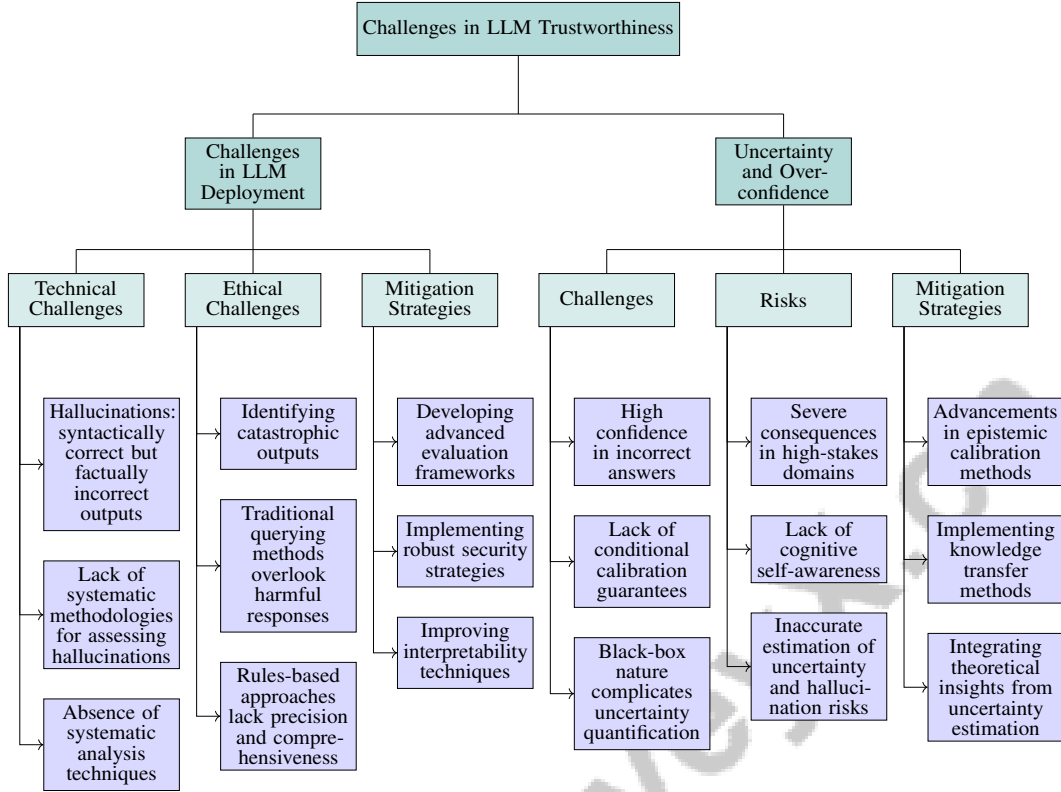 Challenges in LLM Trustworthiness
Challenges
in LLM
Deployment
Uncertainty
and Over-
confidence
Technical
Challenges
Ethical
Challenges
Mitigation
Strategies
Challenges
Risks
Mitigation
Strategies
Hallucinations:
syntactically
correct but
factually
incorrect
outputs
Lack of
systematic
methodologies
for assessing
hallucinations
Absence of
systematic
analysis
techniques
Identifying
catastrophic
outputs
Traditional
querying
methods
overlook
harmful
responses
Rules-based
approaches
lack precision
and compre-
hensiveness
Developing
advanced
evaluation
frameworks
Implementing
robust security
strategies
Improving
interpretability
techniques
High
confidence
in incorrect
answers
Lack of
conditional
calibration
guarantees
Black-box
nature
complicates
uncertainty
quantification
Severe
consequences
in high-stakes
domains
Lack of
cognitive
self-awareness
Inaccurate
estimation of
uncertainty
and halluci-
nation risks
Advancements
in epistemic
calibration
methods
Implementing
knowledge
transfer
methods
Integrating
theoretical
insights from
uncertainty
estimation